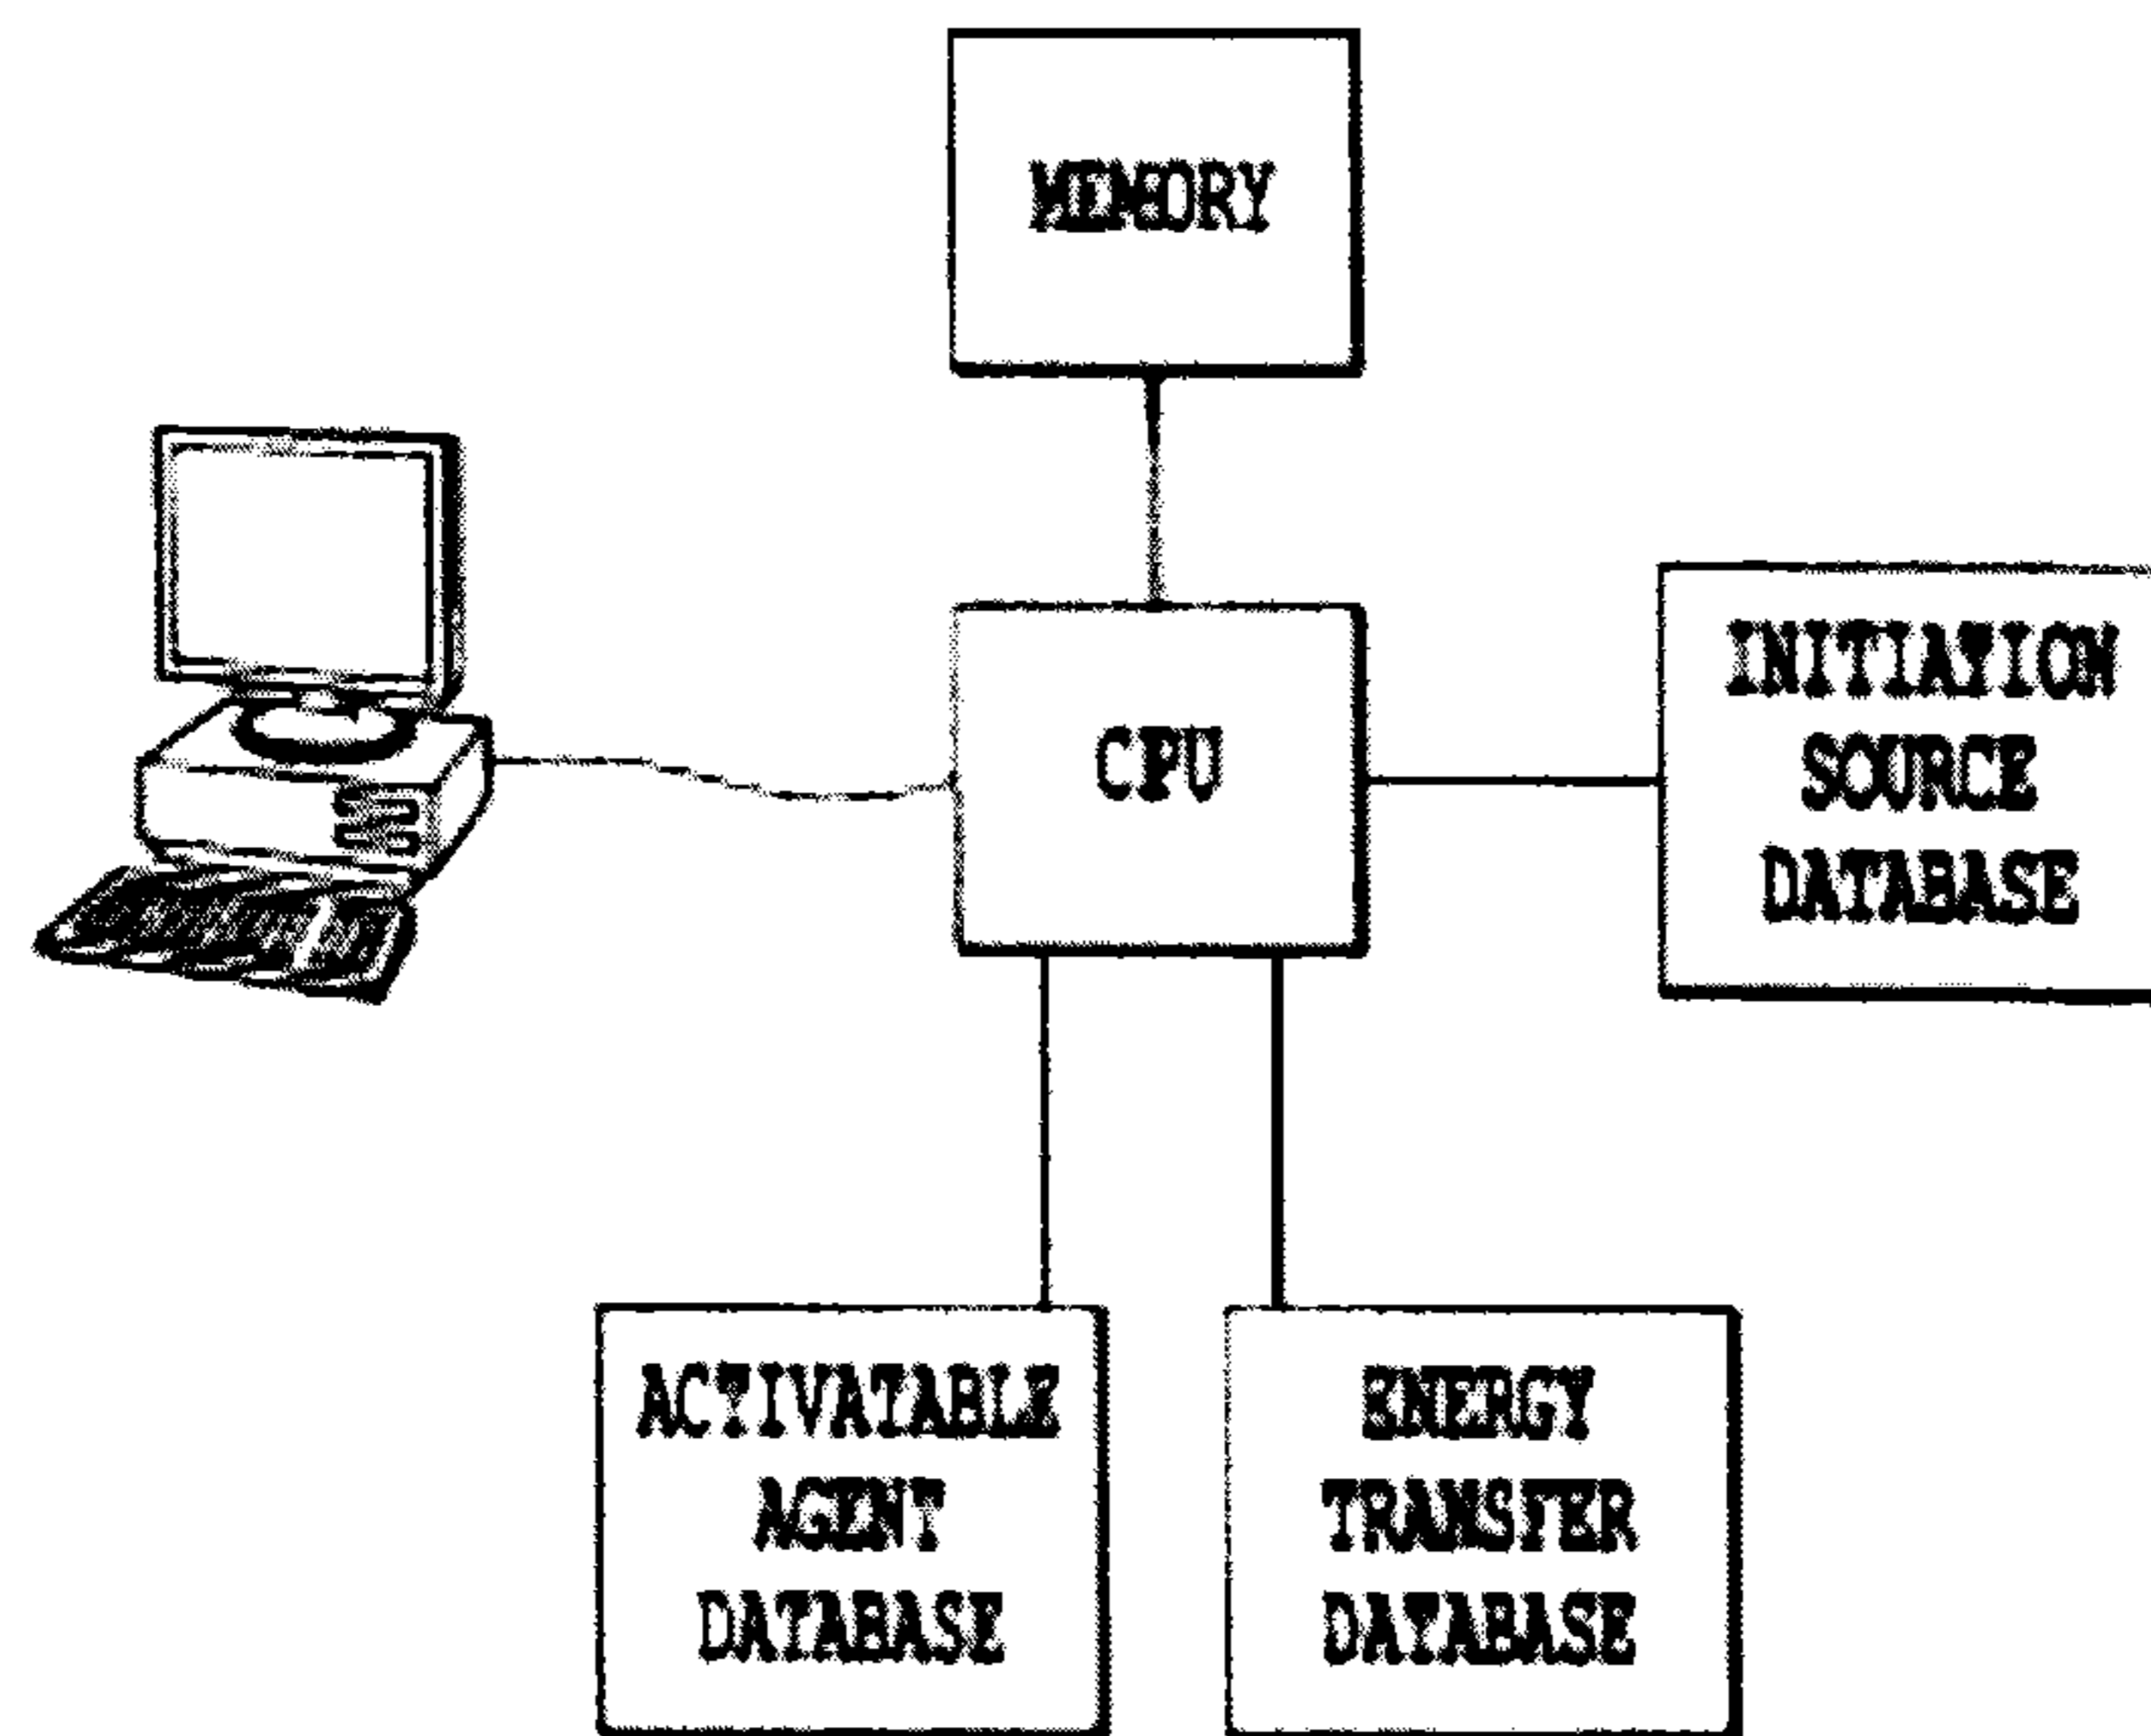 MEMORY
CPU
INITIATION
SOURCE
DATABASE
ACTIVATABLE
AGENT
DATABASE
ENERGY
TRANSFER
DATABASE